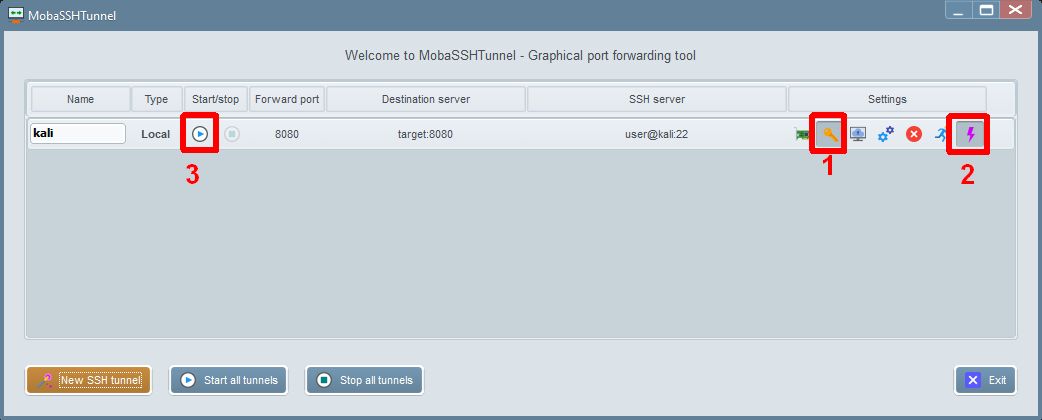 MobaSSHTunnel
Welcome to MobaSSHTunnel - Graphical port forwarding tool
Name Type Start/stop Forward port Destination server SSH server Settings
kali Local 8080 target:8080 user@kali:22
3 1 2
New SSH tunnel Start all tunnels Stop all tunnels Exit